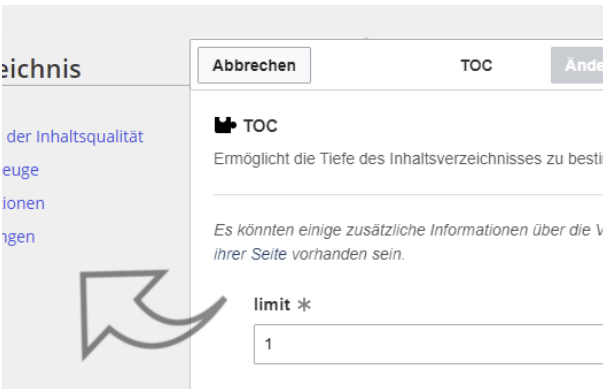 eichnis
der Inhaltsqualität
euge
ionen
ngen
Abbrechen
TOC
Ände
TOC
Ermöglicht die Tiefe des Inhaltsverzeichnisses zu besti
Es könnten einige zusätzliche Informationen über die V
ihrer Seite vorhanden sein.
limit *
1